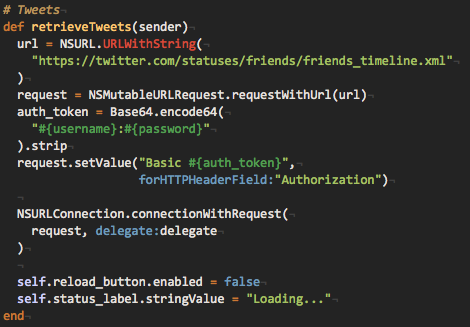 # Tweets¬
def retrieveTweets(sender)¬
  url = NSURL.URLWithString(¬
    "https://twitter.com/statuses/friends/friends_timeline.xml"¬
  )¬
  request = NSMutableURLRequest.requestWithUrl(url)¬
  auth_token = Base64.encode64(¬
    "#{username}:#{password}"¬
  ).strip¬
  request.setValue("Basic #{auth_token}",¬
                   forHTTPHeaderField:"Authorization")¬
¬
  NSURLConnection.connectionWithRequest(¬
    request, delegate:delegate¬
  )¬
¬
  self.reload_button.enabled = false¬
  self.status_label.stringValue = "Loading..."¬
end¬